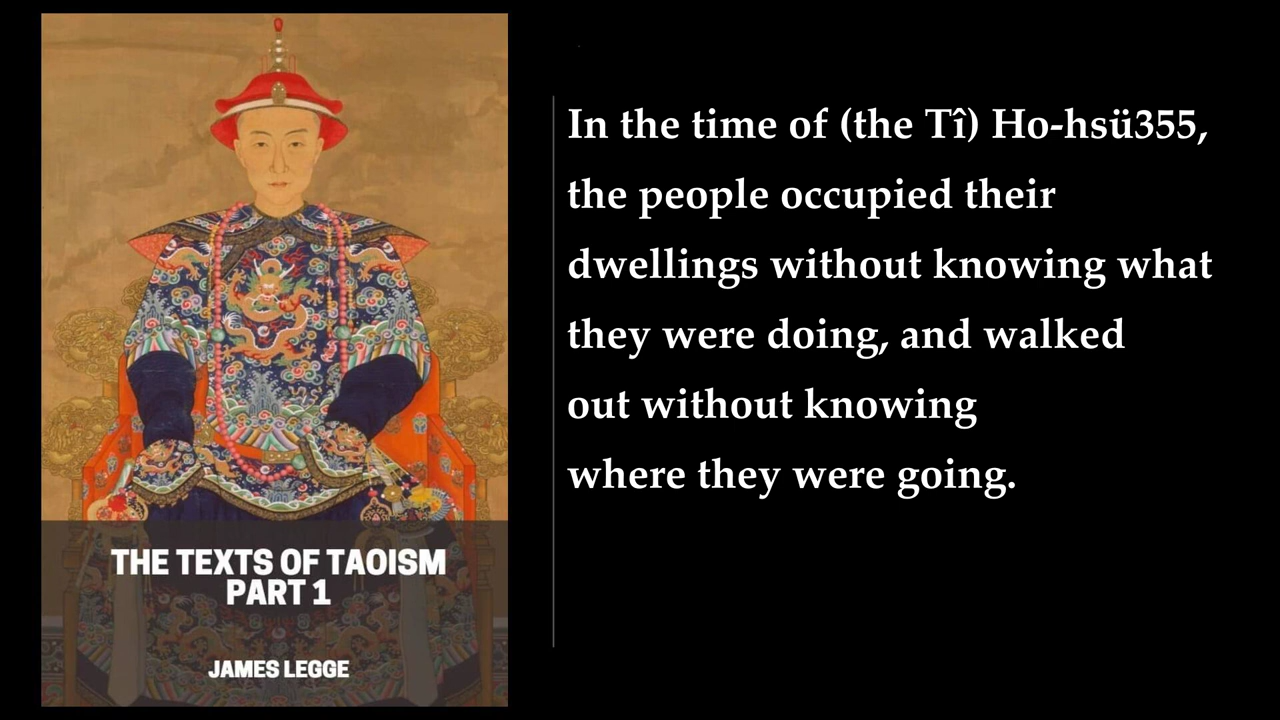 In the time of (the Tî) Ho-hsü355,
the people occupied their
dwellings without knowing what
they were doing, and walked
out without knowing
where they were going.
THE TEXTS OF TAOISM
PART 1
JAMES LEGGE